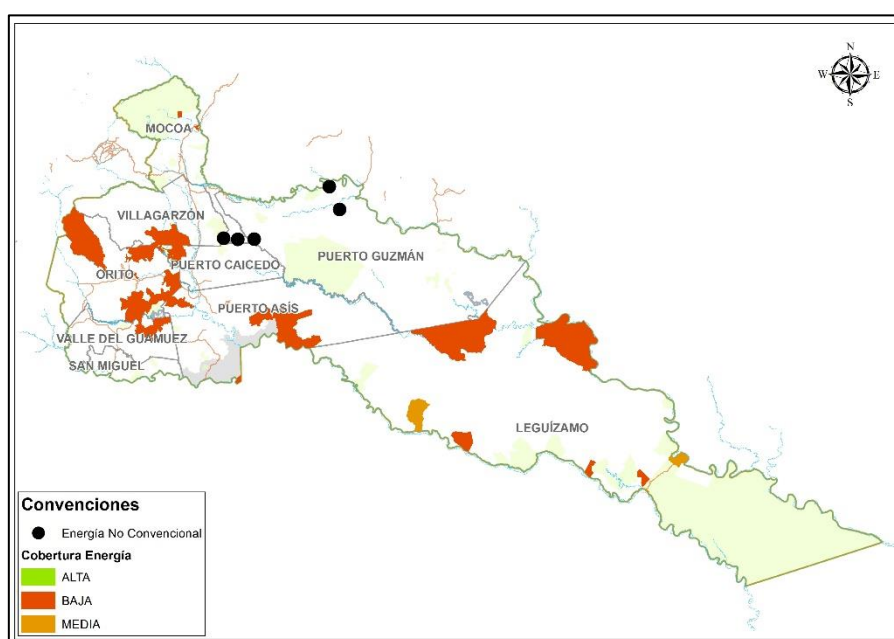 N
W E
S
MOCOA
VILLAGARZÓN
PUERTO GUZMÁN
PUERTO CAICEDO
ORITO
PUERTO ASÍS
VALLE DEL GUAMUEZ
SAN MIGUEL
LEGUÍZAMO
Convenciones
Energía No Convencional
Cobertura Energía
ALTA
BAJA
MEDIA